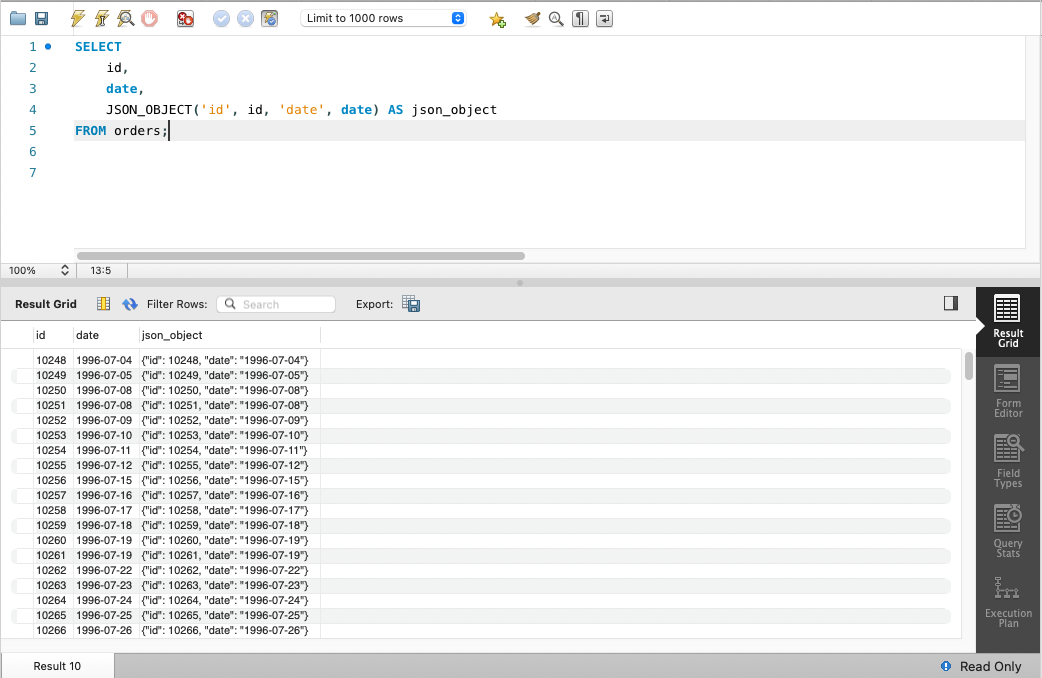 Limit to 1000 rows
1 SELECT
2 id,
3 date,
4 JSON_OBJECT('id', id, 'date', date) AS json_object
5 FROM orders;
6
7
100% 13:5
Result Grid Filter Rows: Search Export:
id date json_object
10248 1996-07-04 {"id": 10248, "date": "1996-07-04"}
10249 1996-07-05 {"id": 10249, "date": "1996-07-05"}
10250 1996-07-08 {"id": 10250, "date": "1996-07-08"}
10251 1996-07-08 {"id": 10251, "date": "1996-07-08"}
10252 1996-07-09 {"id": 10252, "date": "1996-07-09"}
10253 1996-07-10 {"id": 10253, "date": "1996-07-10"}
10254 1996-07-11 {"id": 10254, "date": "1996-07-11"}
10255 1996-07-12 {"id": 10255, "date": "1996-07-12"}
10256 1996-07-15 {"id": 10256, "date": "1996-07-15"}
10257 1996-07-16 {"id": 10257, "date": "1996-07-16"}
10258 1996-07-17 {"id": 10258, "date": "1996-07-17"}
10259 1996-07-18 {"id": 10259, "date": "1996-07-18"}
10260 1996-07-19 {"id": 10260, "date": "1996-07-19"}
10261 1996-07-19 {"id": 10261, "date": "1996-07-19"}
10262 1996-07-22 {"id": 10262, "date": "1996-07-22"}
10263 1996-07-23 {"id": 10263, "date": "1996-07-23"}
10264 1996-07-24 {"id": 10264, "date": "1996-07-24"}
10265 1996-07-25 {"id": 10265, "date": "1996-07-25"}
10266 1996-07-26 {"id": 10266, "date": "1996-07-26"}
Result
Grid
Form
Editor
Field
Types
Query
Stats
Execution
Plan
Result 10 Read Only